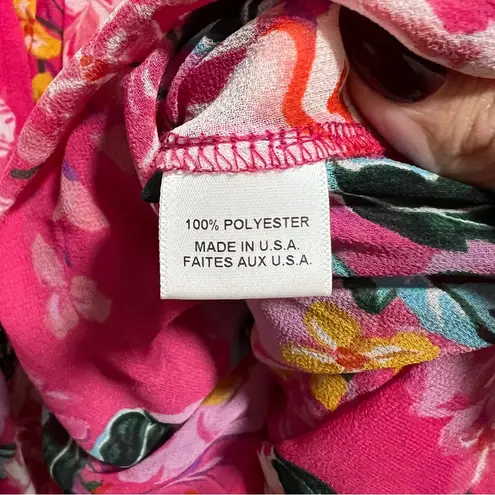 100% POLYESTER
MADE IN U.S.A.
FAITES AUX U.S.A.